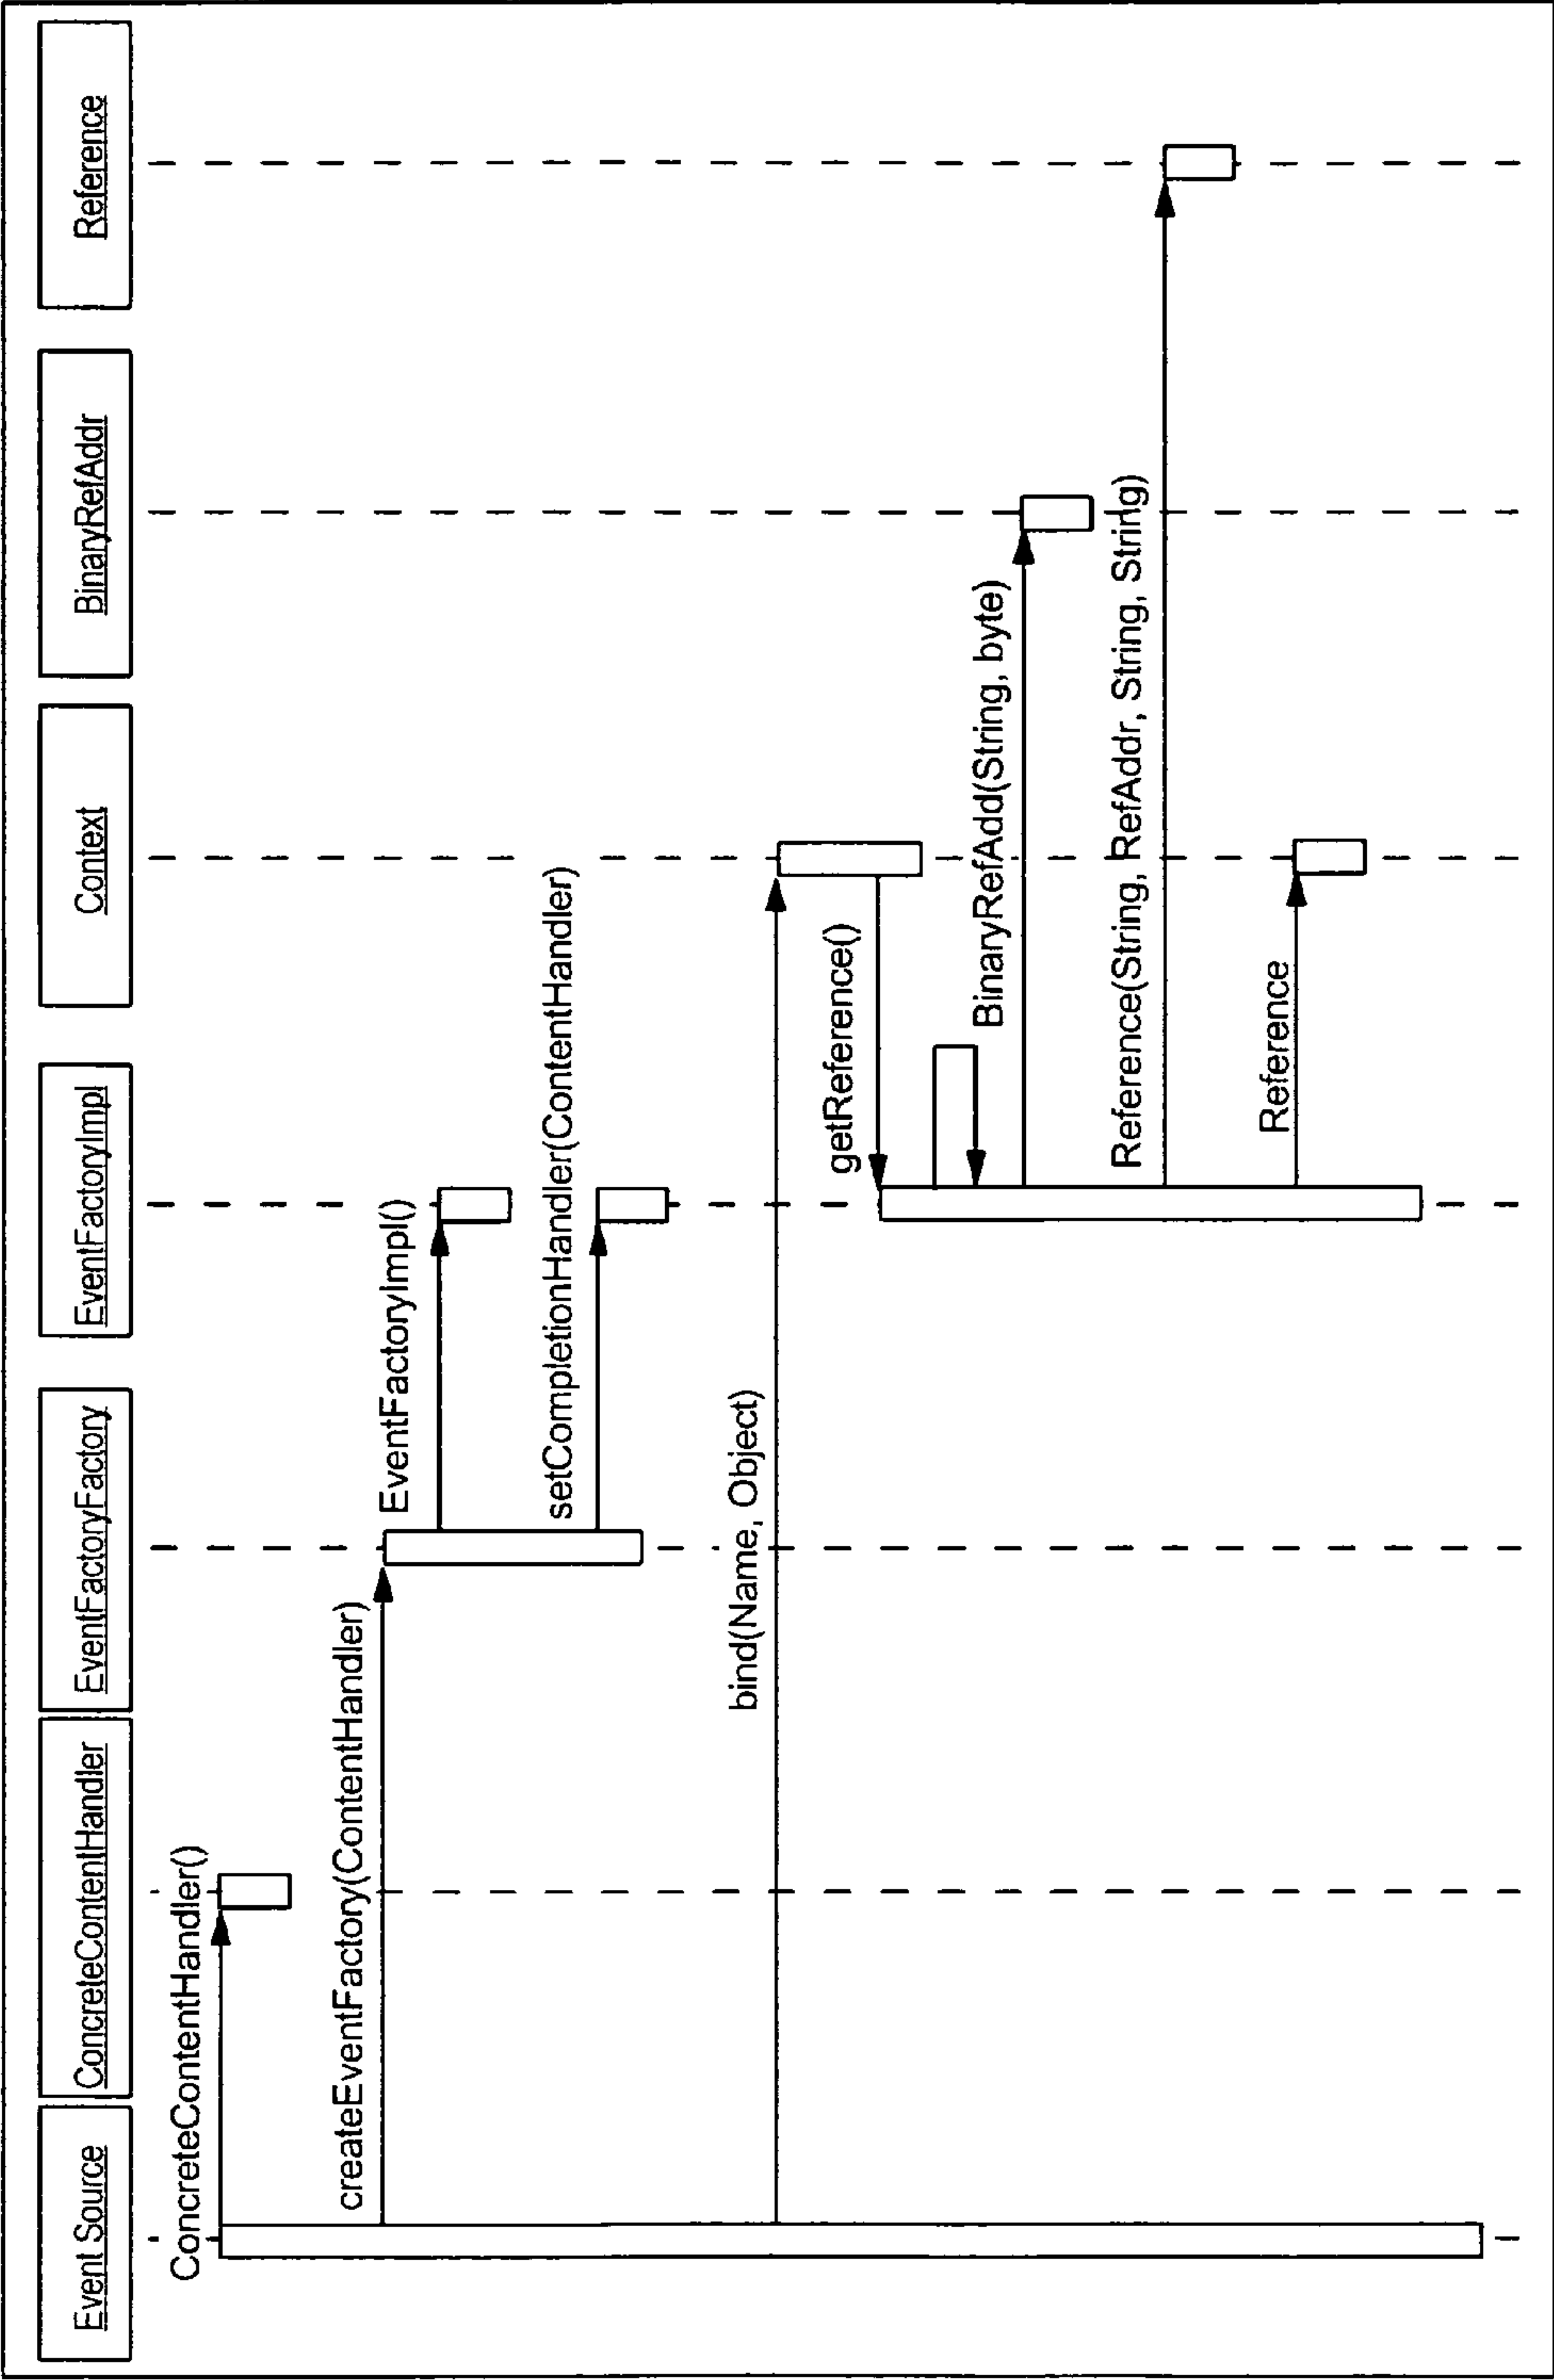 Event Source
ConcreteContentHandler
EventFactoryFactory
EventFactoryImpl
Context
BinaryRefAddr
Reference
ConcreteContentHandler()
createEventFactory(ContentHandler)
EventFactoryImpl()
setCompletionHandler(ContentHandler)
bind(Name, Object)
getReference()
BinaryRefAdd(String, byte)
Reference(String, RefAddr, String, String)
Reference